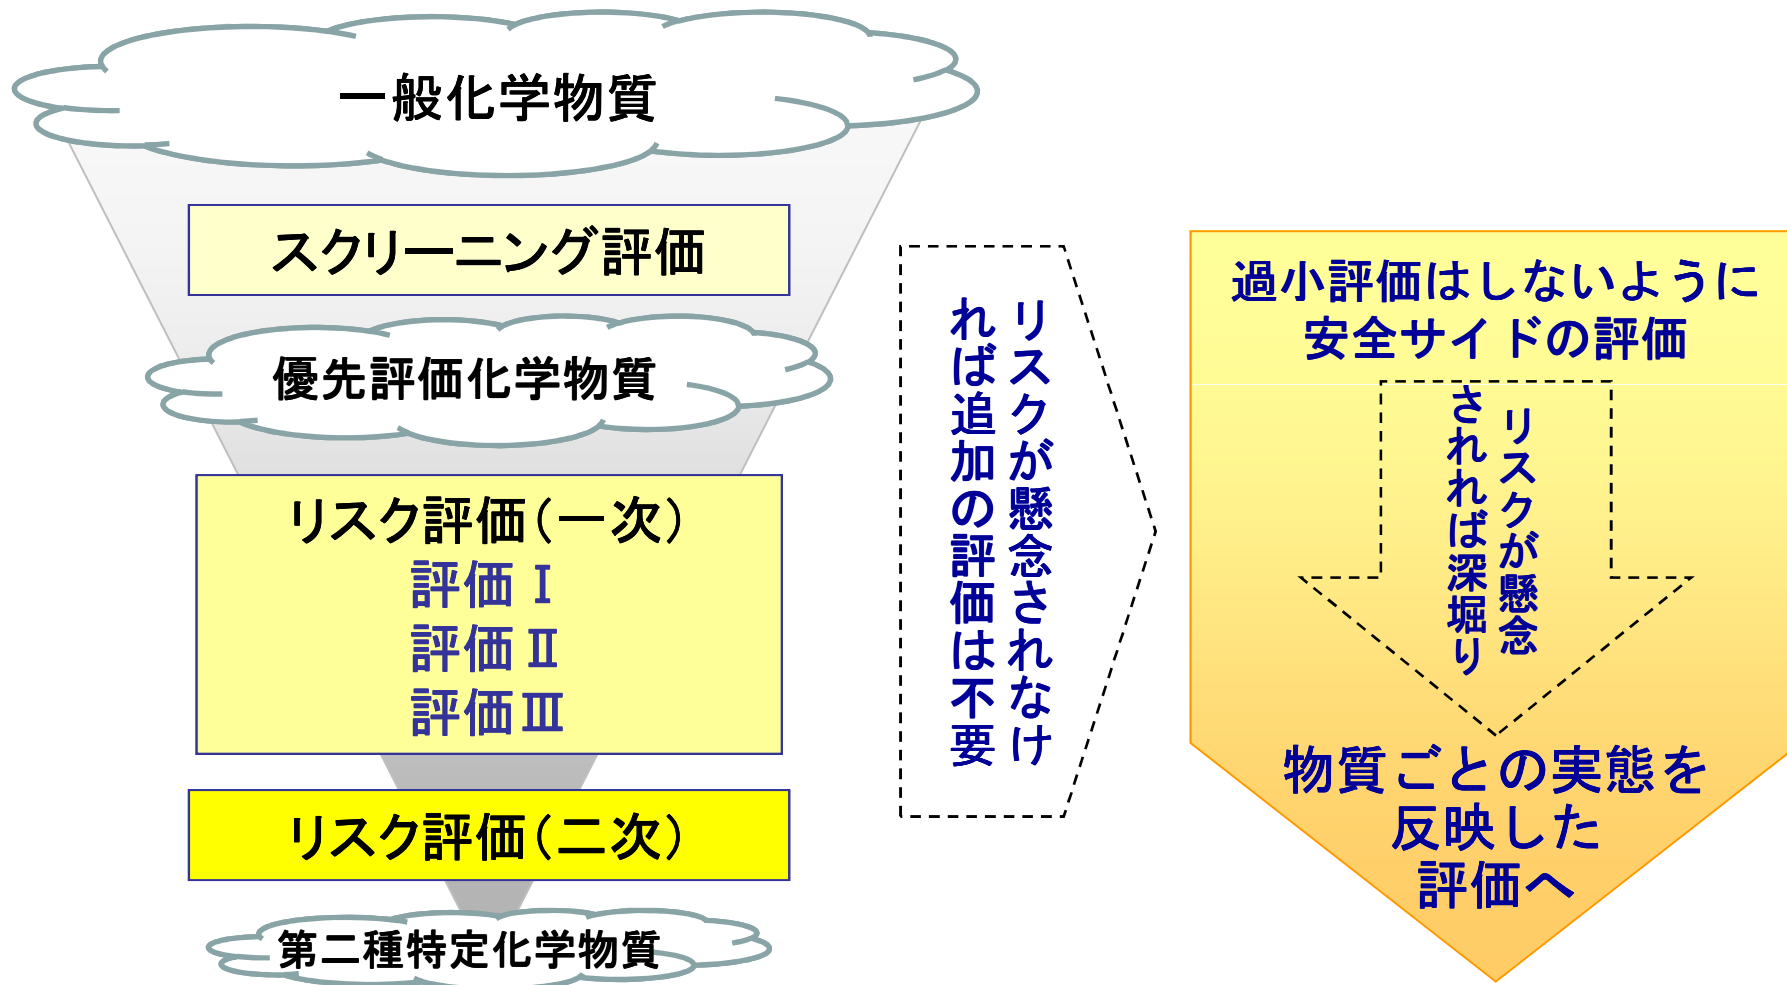 一般化学物質
スクリーニング評価
優先評価化学物質
リスク評価（一次）
評価Ⅰ
評価Ⅱ
評価Ⅲ
リスク評価（二次）
第二種特定化学物質
リスクが懸念されなけ
れば追加の評価は不要
過小評価はしないように
安全サイドの評価
リスクが懸念
されれば深堀り
物質ごとの実態を
反映した
評価へ